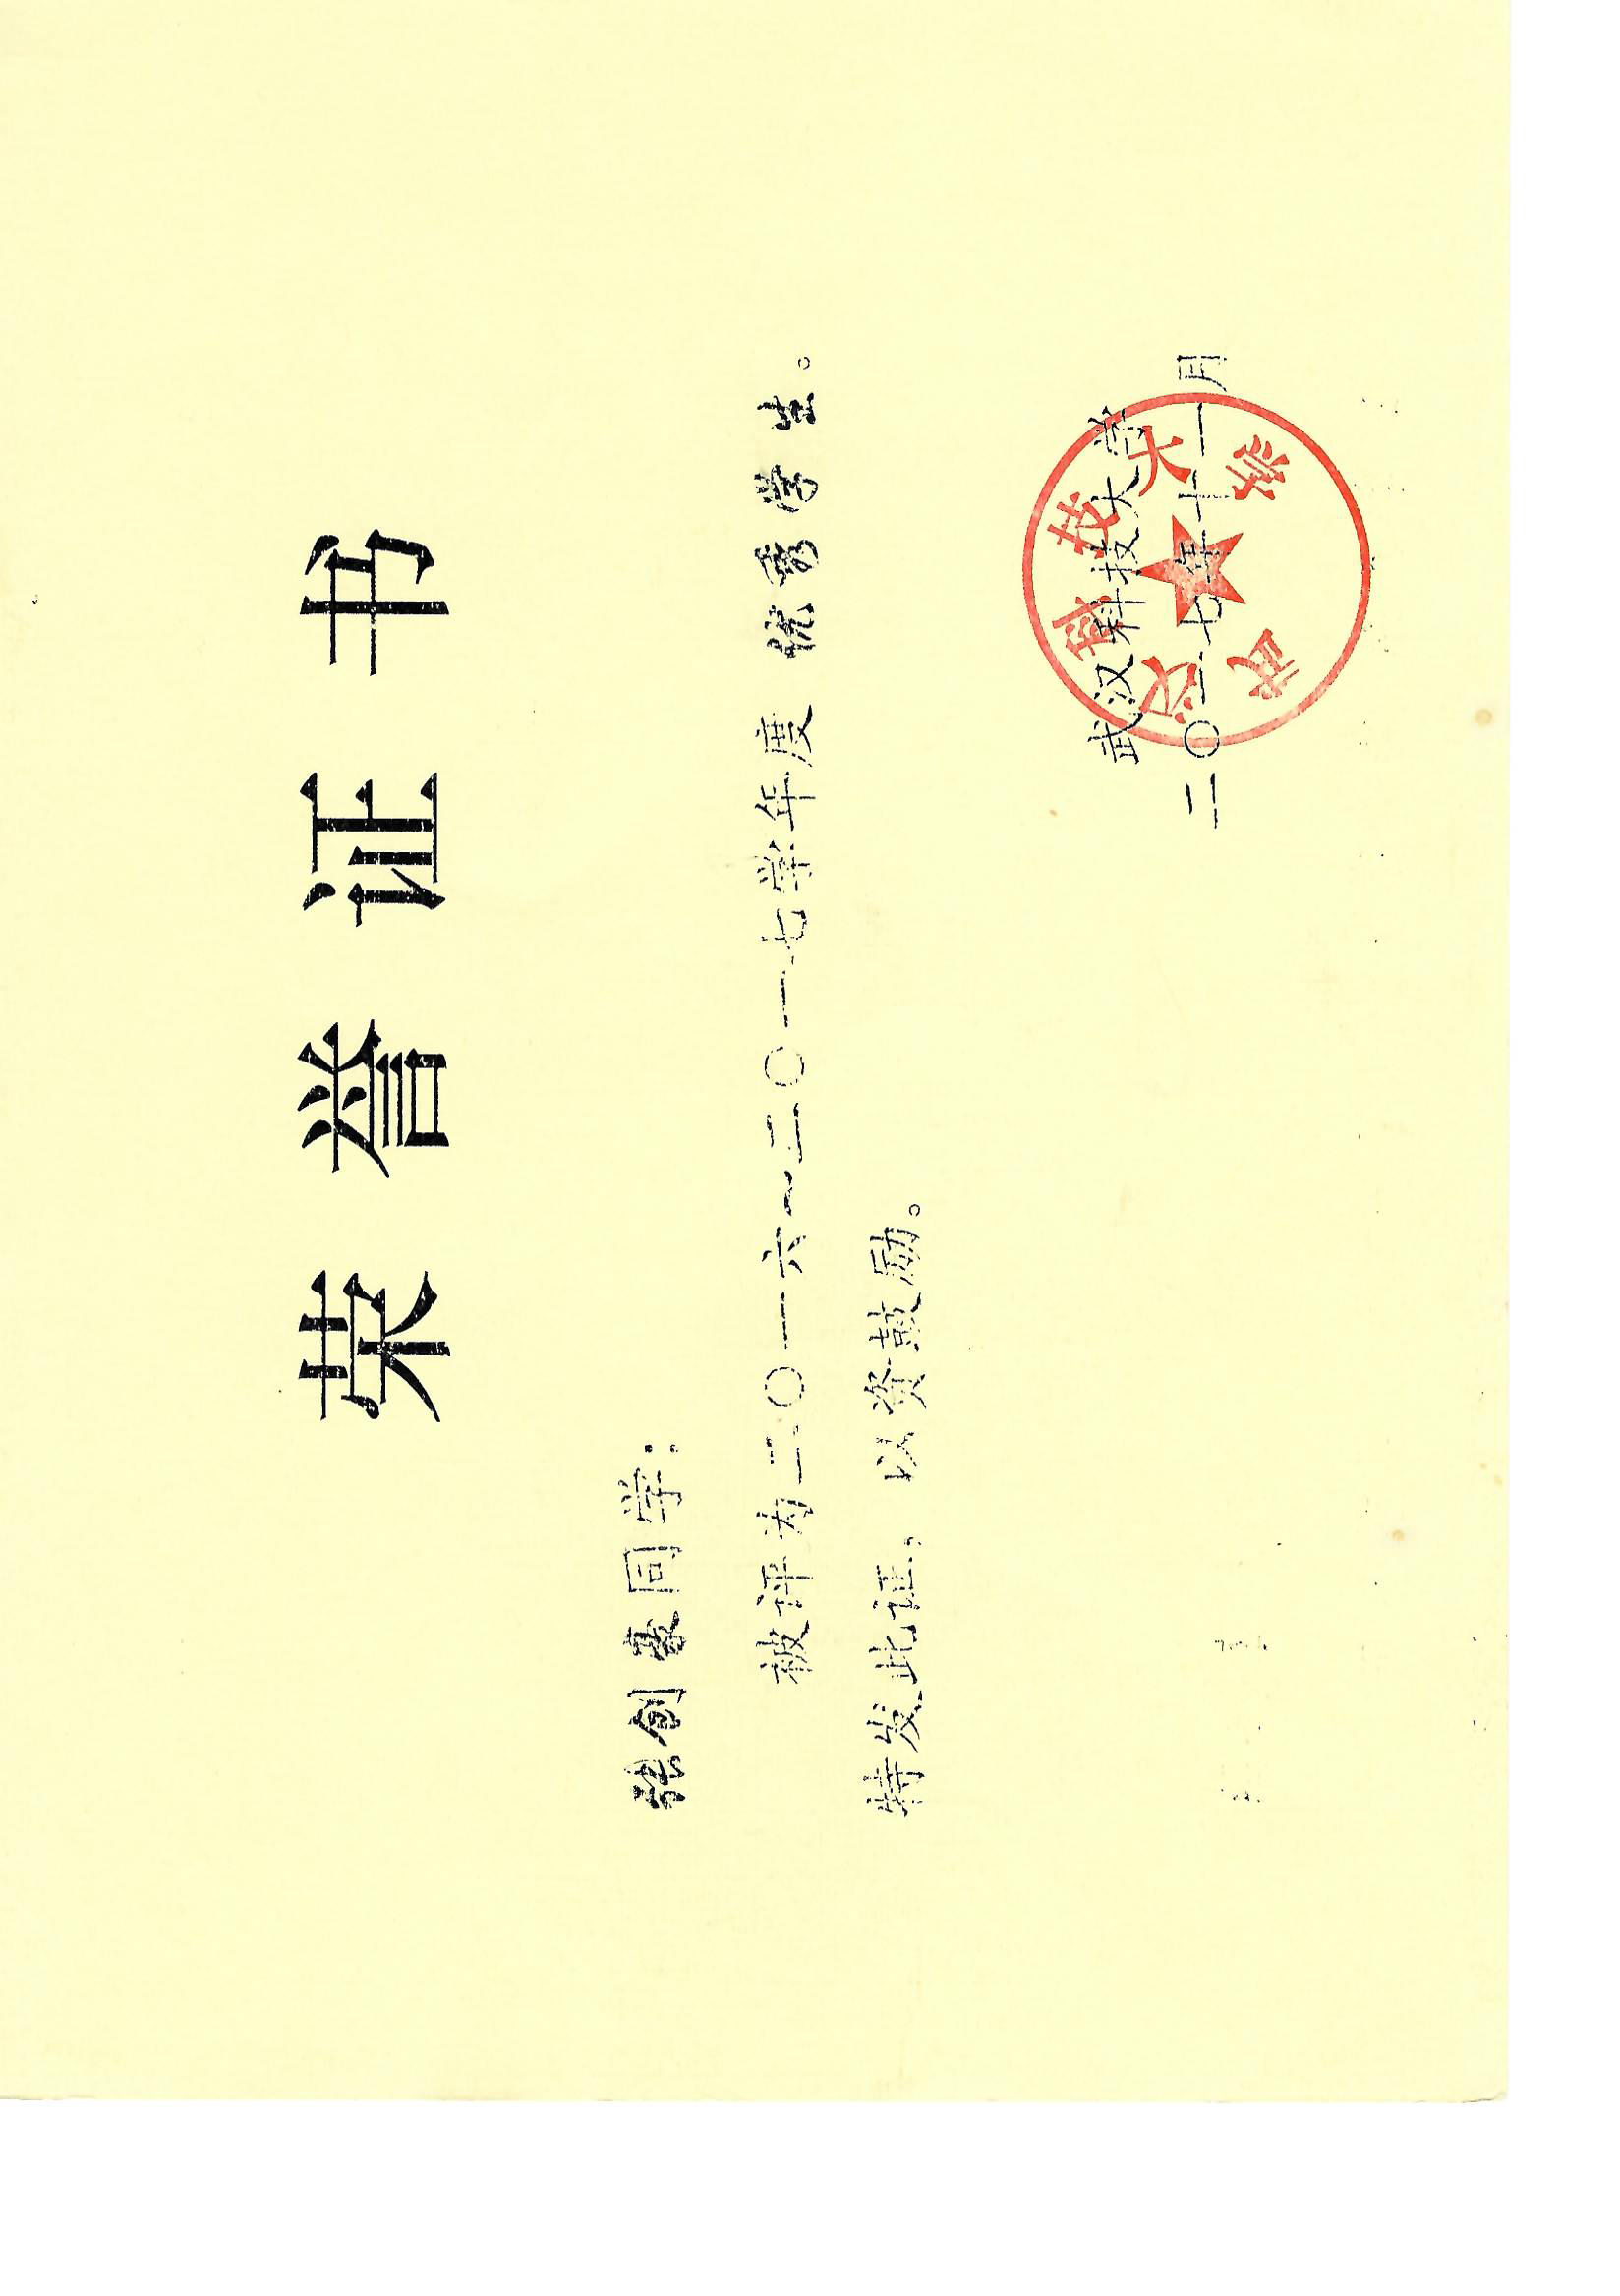 荣誉证书
张创豪同学：
被评为二〇一六～二〇一七学年度 优秀学生。
特发此证，以资鼓励。
武汉科技大学
二〇一七年十一月
武汉科技大学